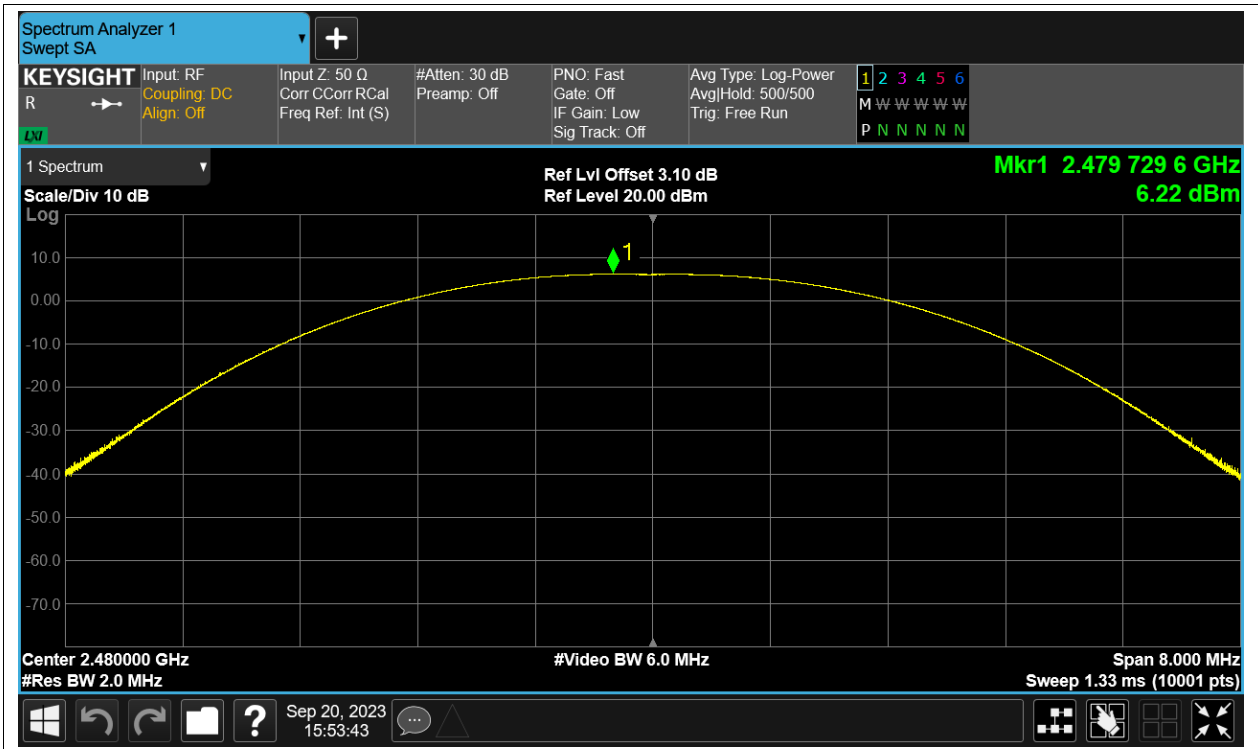 Spectrum Analyzer 1
Swept SA
KEYSIGHT
R
LXI
Input: RF
Coupling: DC
Align: Off
Input Z: 50 Ω
Corr CCorr RCal
Freq Ref: Int (S)
#Atten: 30 dB
Preamp: Off
PNO: Fast
Gate: Off
IF Gain: Low
Sig Track: Off
Avg Type: Log-Power
Avg|Hold: 500/500
Trig: Free Run
1 2 3 4 5 6
M W W W W W
P N N N N N
1 Spectrum
Scale/Div 10 dB
Log
Ref Lvl Offset 3.10 dB
Ref Level 20.00 dBm
Mkr1 2.479 729 6 GHz
6.22 dBm
1
10.0
0.00
-10.0
-20.0
-30.0
-40.0
-50.0
-60.0
-70.0
Center 2.480000 GHz
#Res BW 2.0 MHz
#Video BW 6.0 MHz
Span 8.000 MHz
Sweep 1.33 ms (10001 pts)
?
Sep 20, 2023
15:53:43